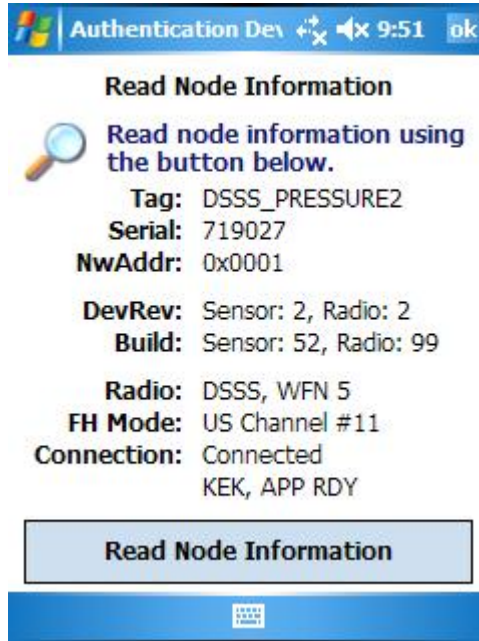 Authentication Dev 9:51 ok
Read Node Information
Read node information using
the button below.
Tag: DSSS_PRESSURE2
Serial: 719027
NwAddr: 0x0001
DevRev: Sensor: 2, Radio: 2
Build: Sensor: 52, Radio: 99
Radio: DSSS, WFN 5
FH Mode: US Channel #11
Connection: Connected
KEK, APP RDY
Read Node Information